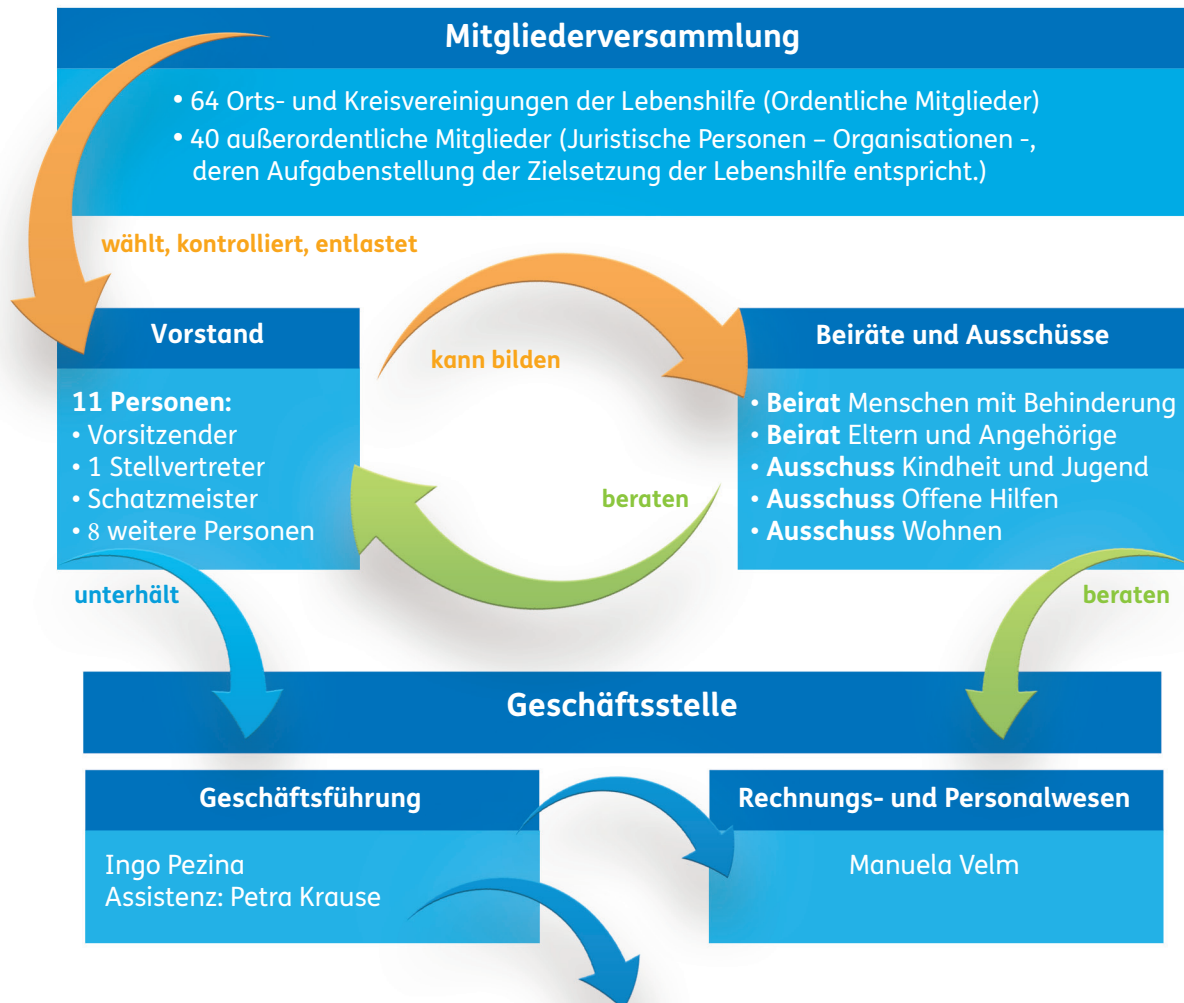 Mitgliederversammlung
• 64 Orts- und Kreisvereinigungen der Lebenshilfe (Ordentliche Mitglieder)
• 40 außerordentliche Mitglieder (Juristische Personen – Organisationen -,
deren Aufgabenstellung der Zielsetzung der Lebenshilfe entspricht.)
wählt, kontrolliert, entlastet
Vorstand
11 Personen:
• Vorsitzender
• 1 Stellvertreter
• Schatzmeister
• 8 weitere Personen
kann bilden
Beiräte und Ausschüsse
• Beirat Menschen mit Behinderung
• Beirat Eltern und Angehörige
• Ausschuss Kindheit und Jugend
• Ausschuss Offene Hilfen
• Ausschuss Wohnen
beraten
unterhält
beraten
Geschäftsstelle
Geschäftsführung
Ingo Pezina
Assistenz: Petra Krause
Rechnungs- und Personalwesen
Manuela Velm